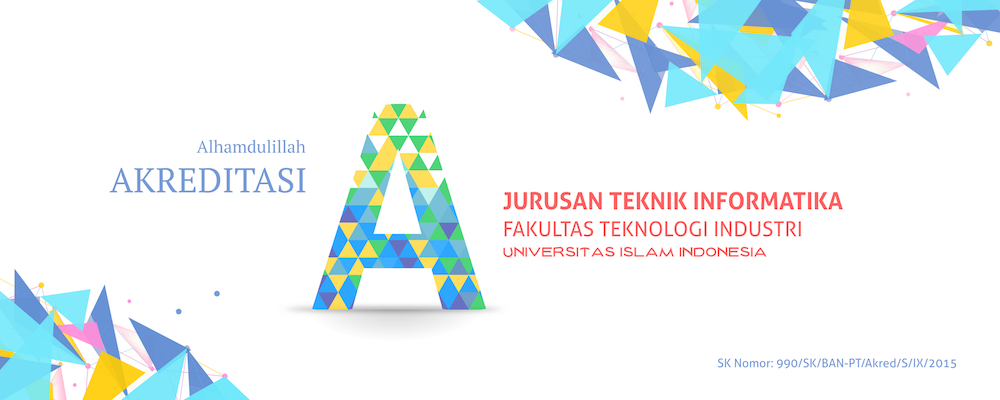 Alhamdulillah
AKREDITASI
A
JURUSAN TEKNIK INFORMATIKA
FAKULTAS TEKNOLOGI INDUSTRI
UNIVERSITAS ISLAM INDONESIA
SK Nomor: 990/SK/BAN-PT/Akred/S/IX/2015